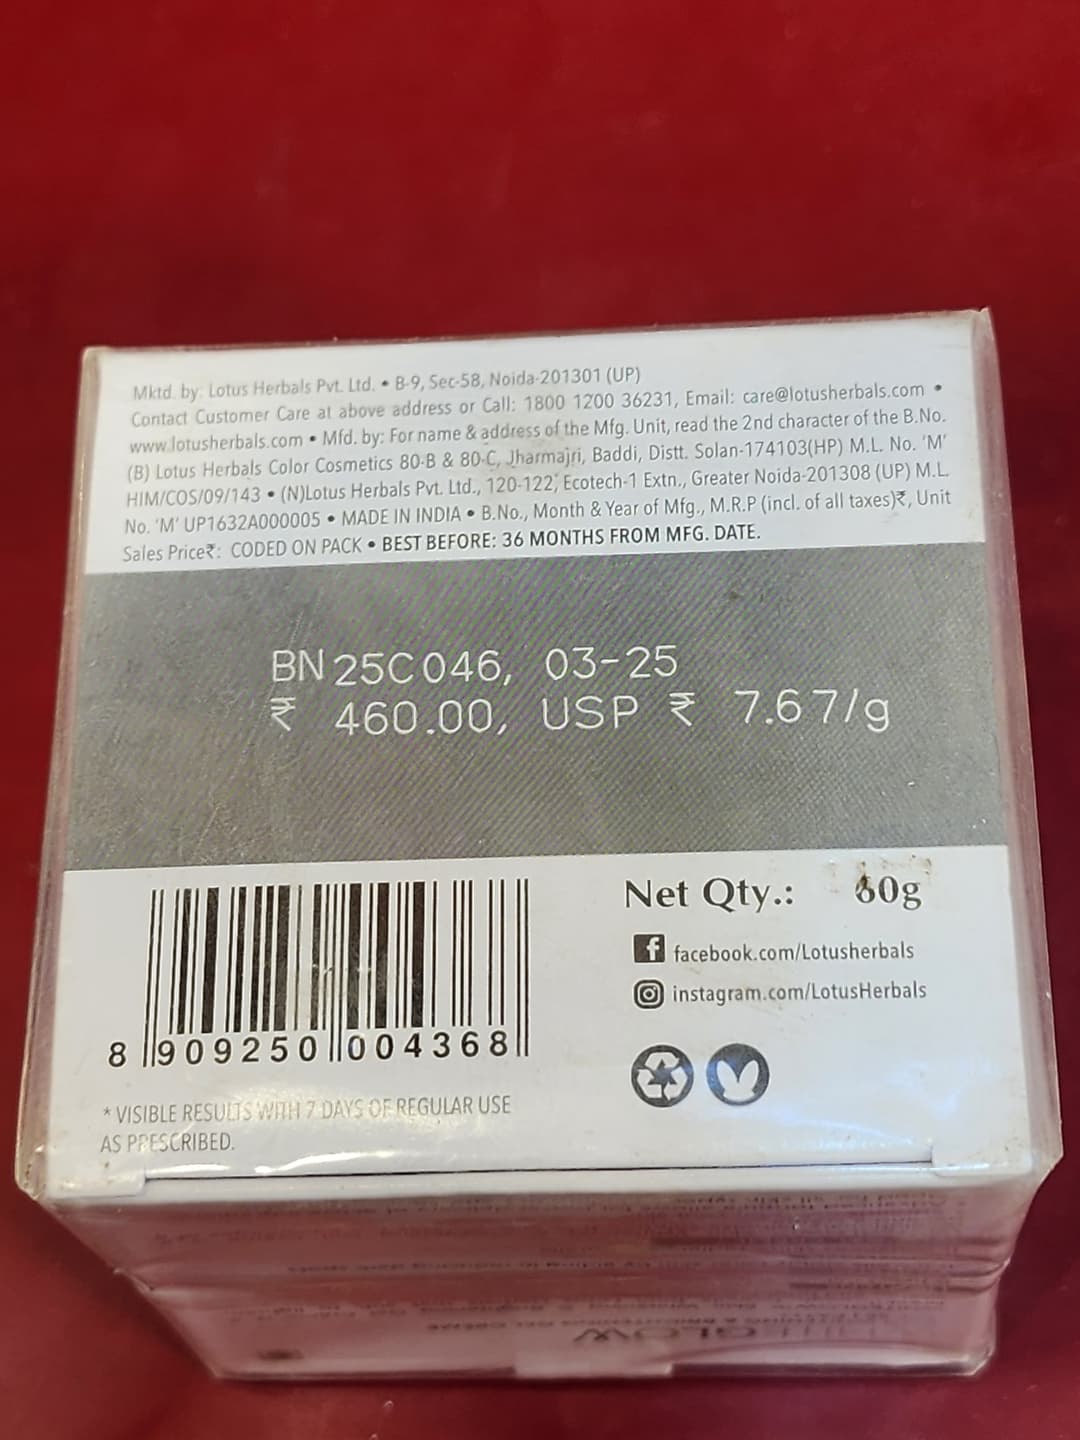 Mktd. by: Lotus Herbals Pvt. Ltd. • B-9, Sec-58, Noida-201301 (UP)
Contact Customer Care at above address or Call: 1800 1200 36231, Email: care@lotusherbals.com •
www.lotusherbals.com • Mfd. by: For name & address of the Mfg. Unit, read the 2nd character of the B.No.
(B) Lotus Herbals Color Cosmetics 80-B & 80-C, Jharmajri, Baddi, Distt. Solan-174103(HP) M.L. No. 'M'
HIM/COS/09/143 • (N)Lotus Herbals Pvt. Ltd., 120-122, Ecotech-1 Extn., Greater Noida-201308 (UP) M.L.
No. 'M' UP1632A000005 • MADE IN INDIA • B.No., Month & Year of Mfg., M.R.P (incl. of all taxes)₹, Unit
Sales Price₹: CODED ON PACK • BEST BEFORE: 36 MONTHS FROM MFG. DATE.
BN 25C046, 03-25
₹ 460.00, USP ₹ 7.67/g
Net Qty.: 60g
facebook.com/Lotusherbals
instagram.com/LotusHerbals
8 909250 004368
* VISIBLE RESULTS WITH 7 DAYS OF REGULAR USE
AS PRESCRIBED.
GLOW